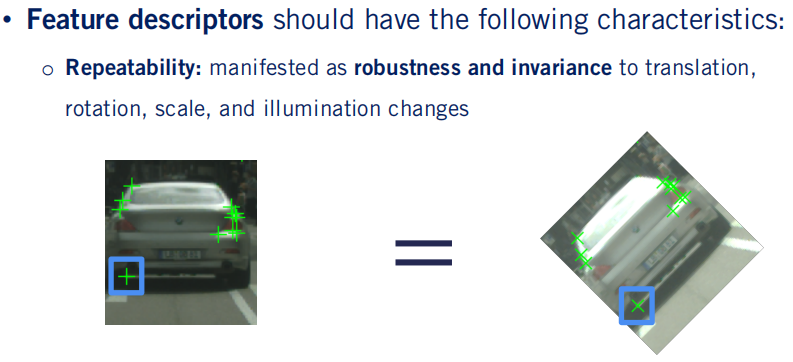 • Feature descriptors should have the following characteristics:
o Repeatability: manifested as robustness and invariance to translation,
rotation, scale, and illumination changes
=